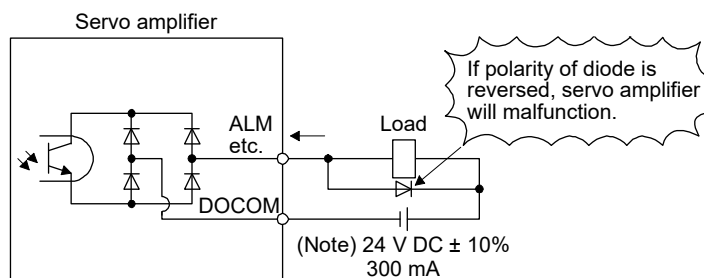 Servo amplifier
If polarity of diode is
reversed, servo amplifier
will malfunction.
ALM
etc.
Load
DOCOM
(Note) 24 V DC ± 10%
300 mA